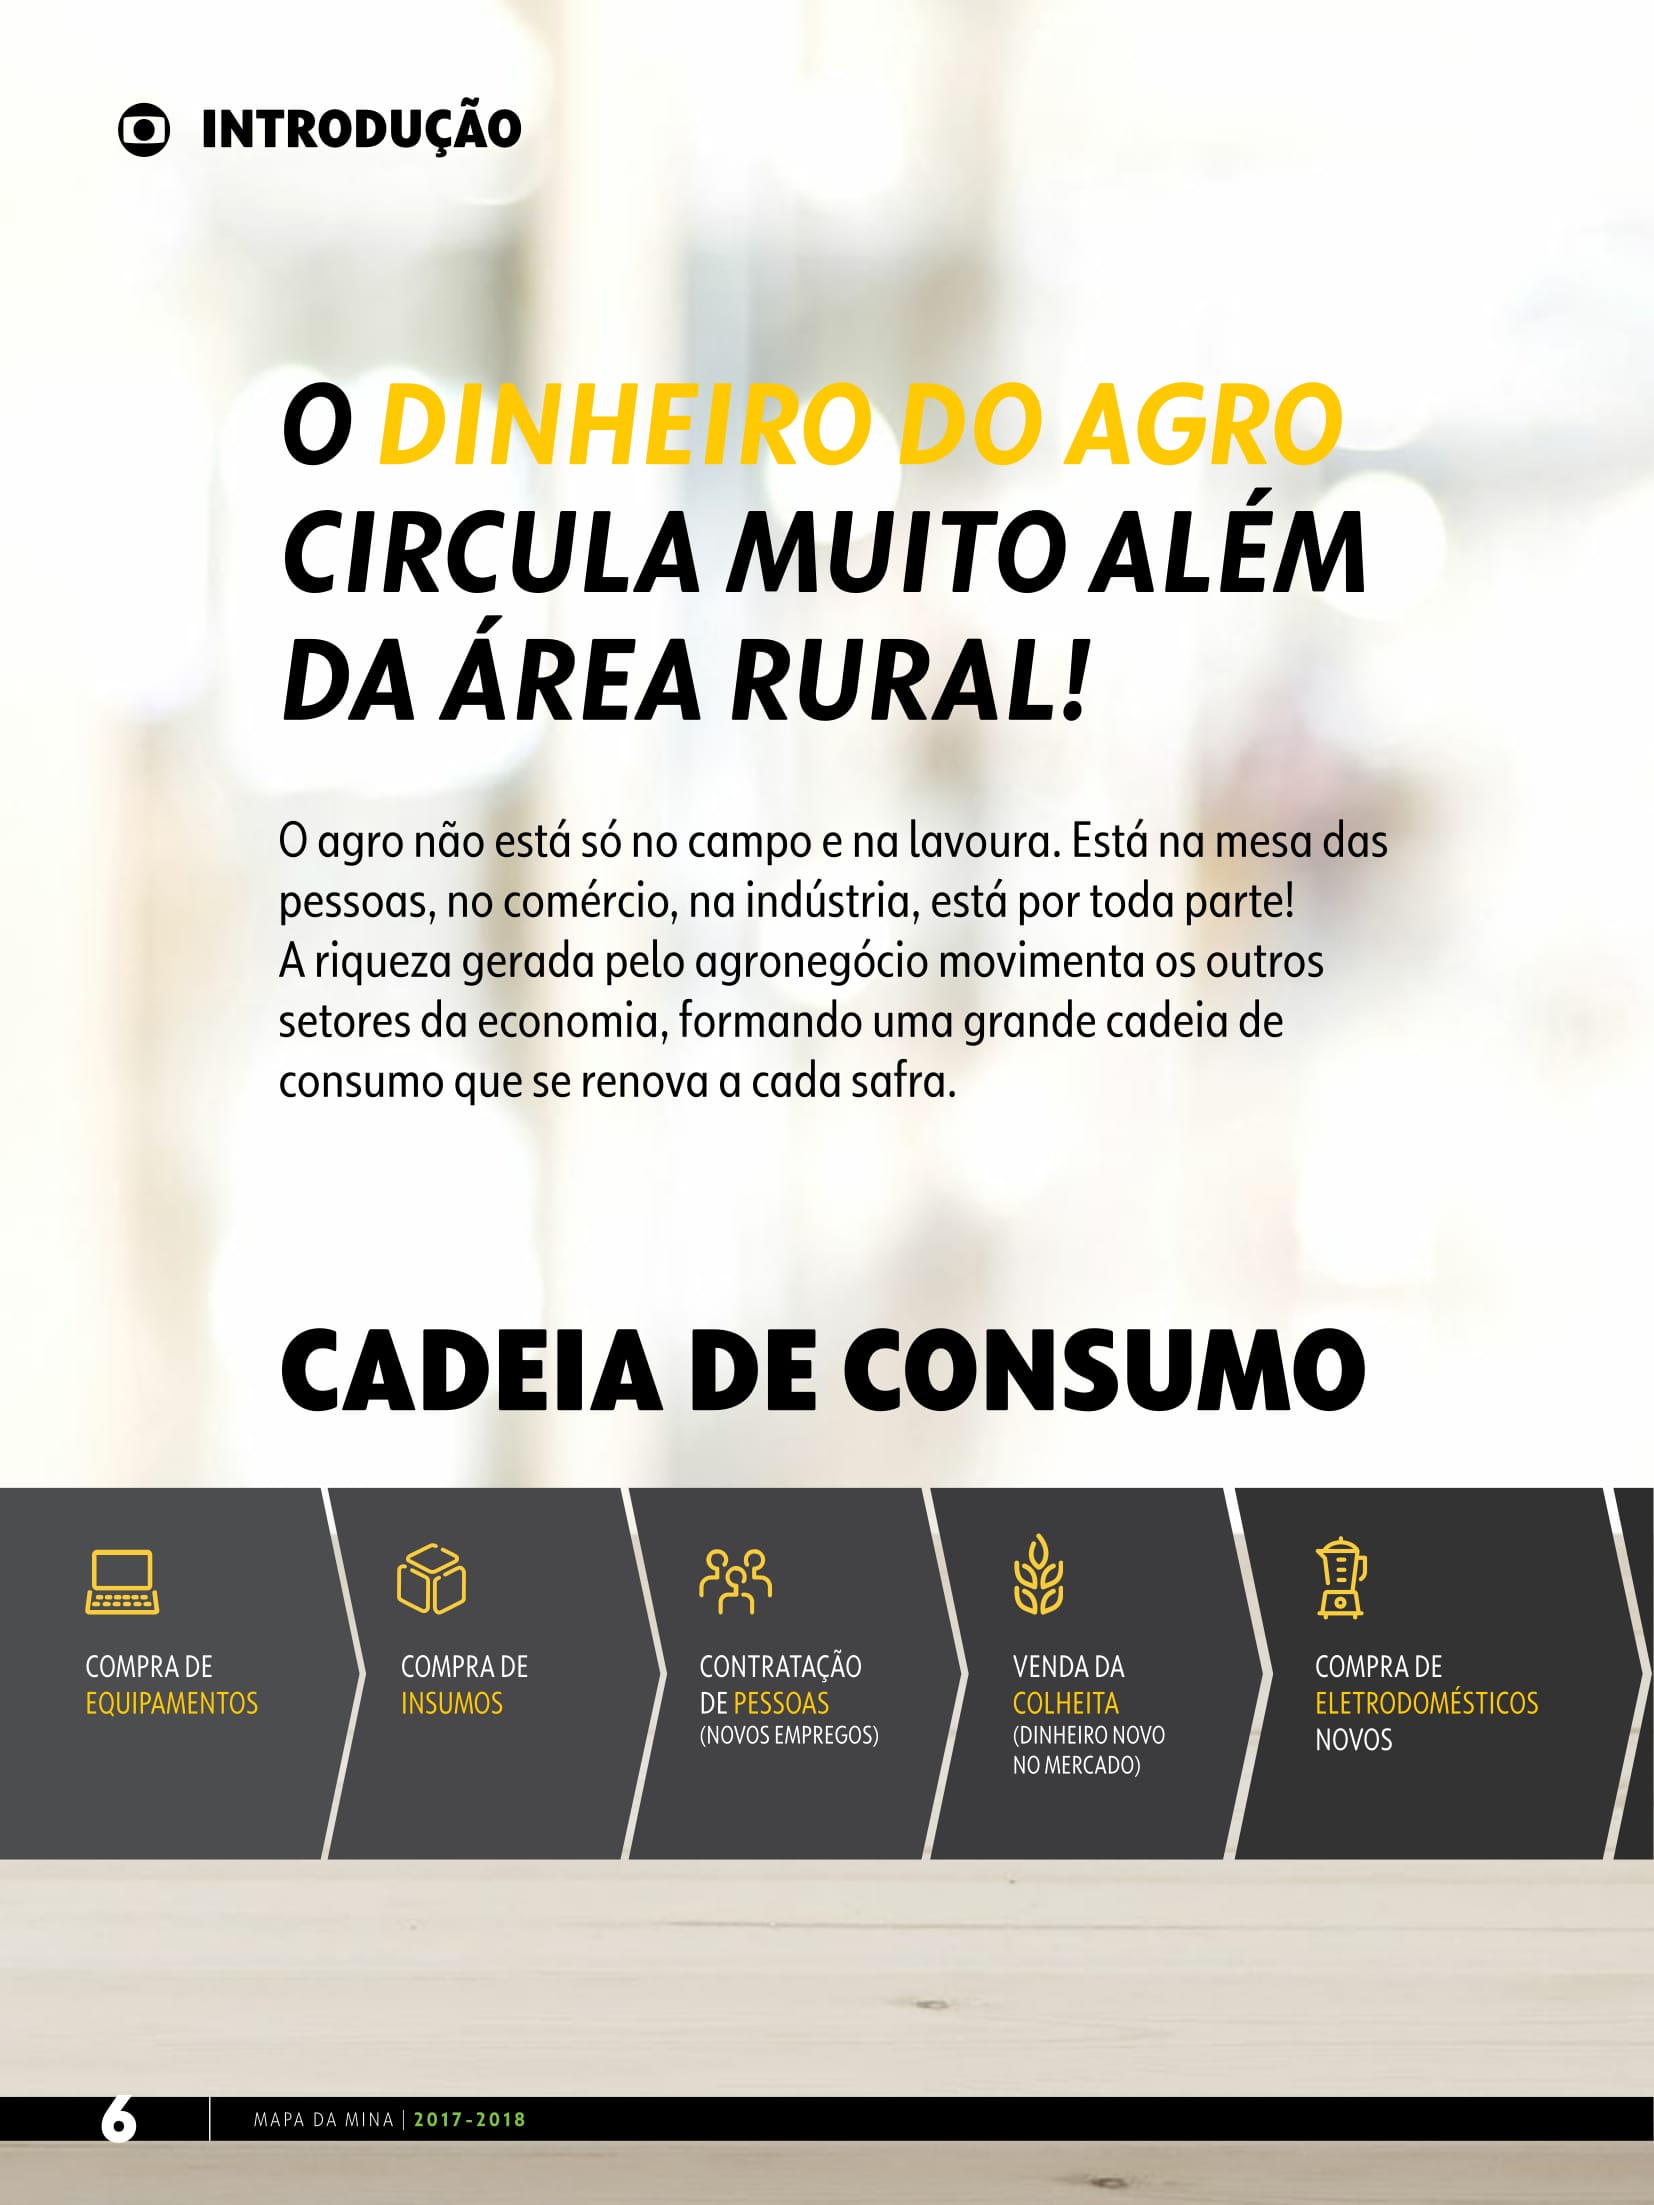 INTRODUÇÃO
O DINHEIRO DO AGRO
CIRCULA MUITO ALÉM
DA ÁREA RURAL!
O agro não está só no campo e na lavoura. Está na mesa das
pessoas, no comércio, na indústria, está por toda parte!
A riqueza gerada pelo agronegócio movimenta os outros
setores da economia, formando uma grande cadeia de
consumo que se renova a cada safra.
CADEIA DE CONSUMO
COMPRA DE
EQUIPAMENTOS
COMPRA DE
INSUMOS
CONTRATAÇÃO
DE PESSOAS
(NOVOS EMPREGOS)
VENDA DA
COLHEITA
(DINHEIRO NOVO
NO MERCADO)
COMPRA DE
ELETRODOMÉSTICOS
NOVOS
6
MAPA DA MINA | 2017-2018